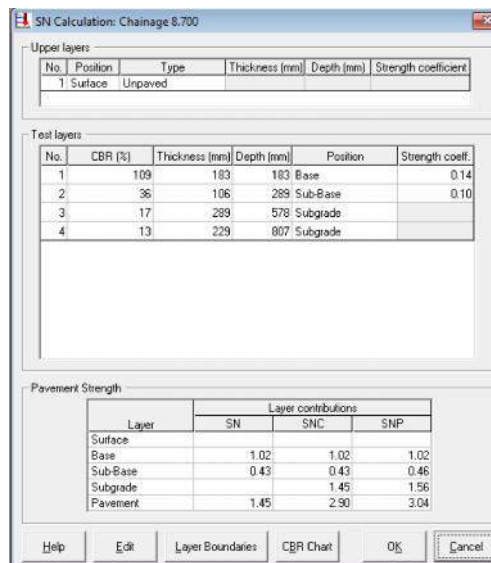 SN Calculation: Chainage 8.700
Upper layers
No. Position Type Thickness (mm) Depth (mm) Strength coefficient
1 Surface Unpaved
Test layers
No. CBR (%) Thickness (mm) Depth (mm) Position Strength coeff.
1 109 183 183 Base 0.14
2 36 106 289 Sub-Base 0.10
3 17 289 578 Subgrade
4 13 229 807 Subgrade
Pavement Strength
Layer contributions
Layer SN SNC SNP
Surface
Base 1.02 1.02 1.02
Sub-Base 0.43 0.43 0.46
Subgrade 1.45 1.56
Pavement 1.45 2.90 3.04
Help Edit Layer Boundaries CBR Chart OK Cancel